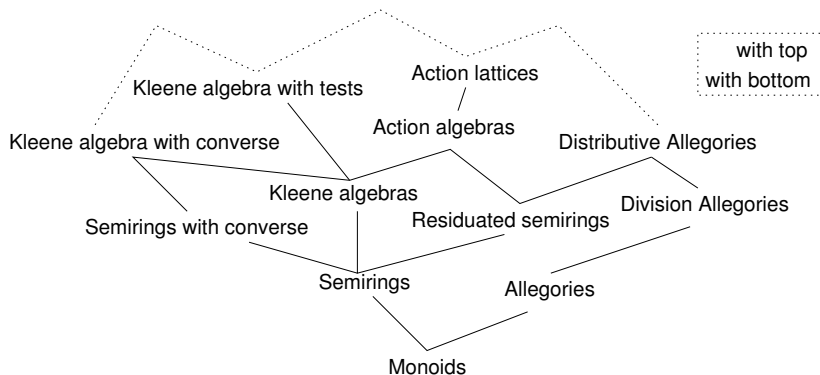 with top
Action lattices
with bottom
Kleene algebra with tests
Action algebras
Kleene algebra with converse
Distributive Allegories
Kleene algebras
Division Allegories
Residuated semirings
Semirings with converse
Semirings
Allegories
Monoids